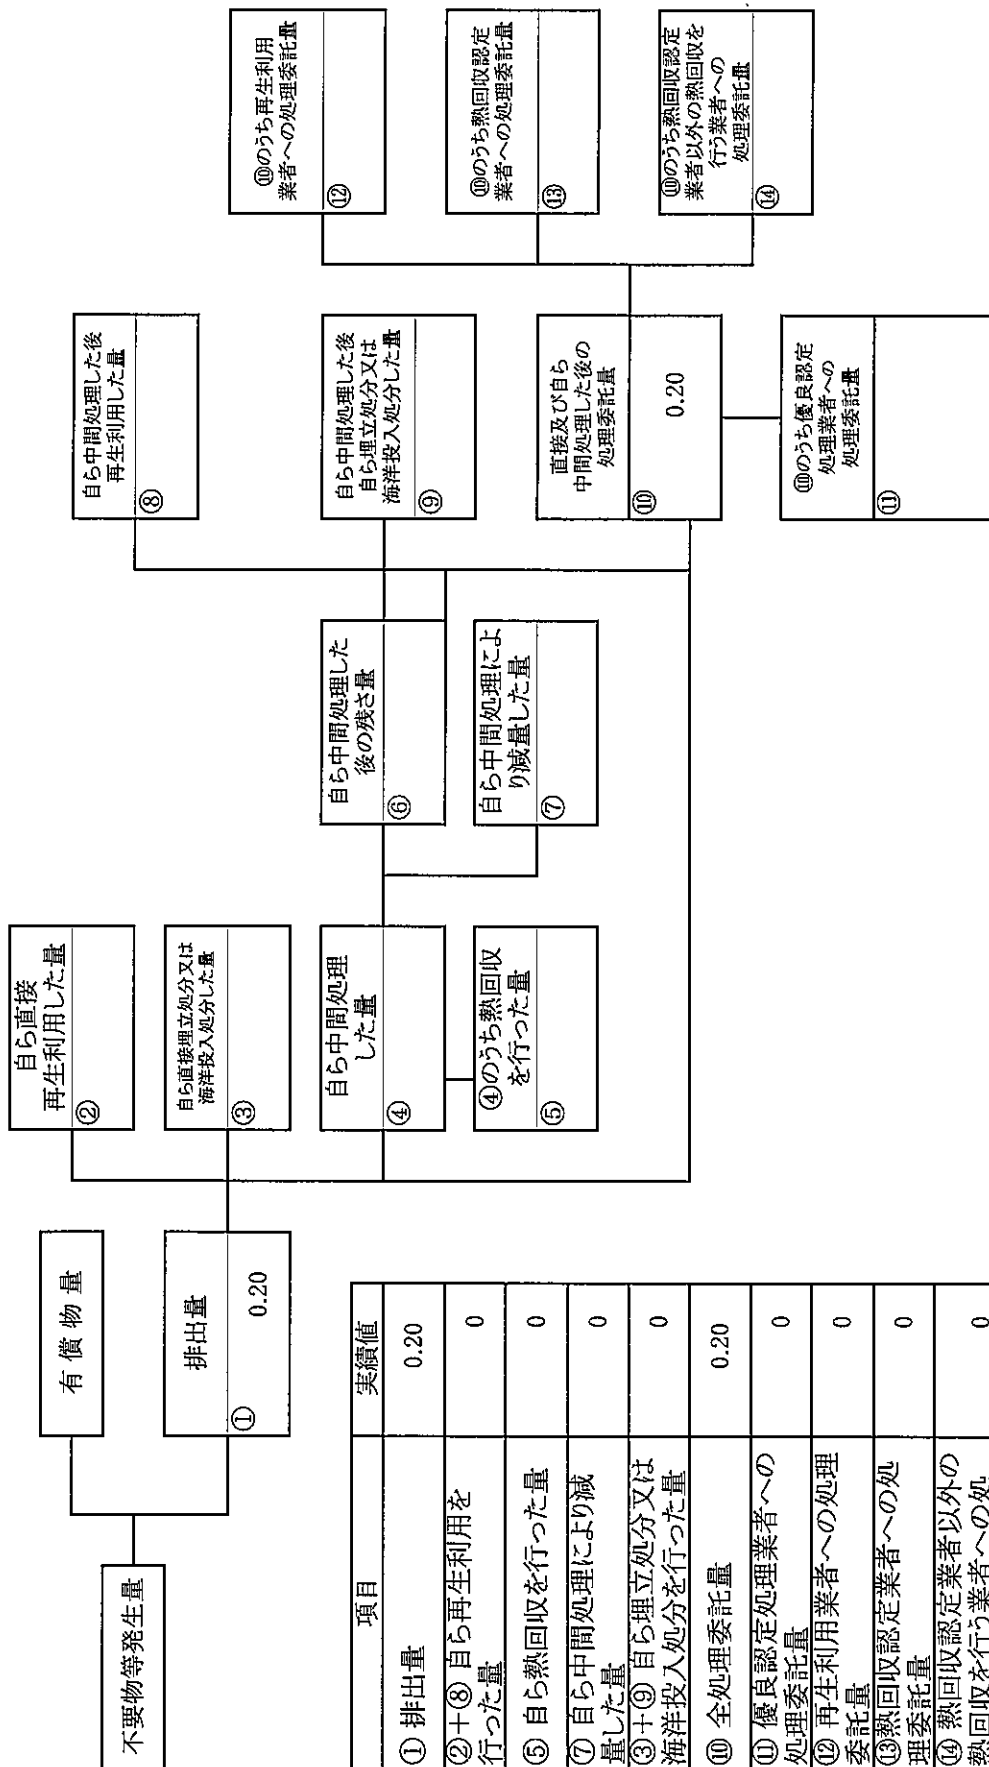 不要物等発生量
有償物量
排出量
①
0.20
自ら直接
再生利用した量
②
自ら直接埋立処分又は
海洋投入処分した量
③
自ら中間処理
した量
④
④のうち熱回収
を行った量
⑤
自ら中間処理した
後の残さ量
⑥
自ら中間処理によ
り減量した量
⑦
自ら中間処理した後
再生利用した量
⑧
自ら中間処理した後
自ら埋立処分又は
海洋投入処分した量
⑨
直接及び自ら
中間処理した後の
処理委託量
⑩
0.20
⑩のうち優良認定
処理業者への
処理委託量
⑪
⑩のうち再生利用
業者への処理委託量
⑫
⑩のうち熱回収認定
業者への処理委託量
⑬
⑩のうち熱回収認定
業者以外の熱回収を
行う業者への
処理委託量
⑭
項目
実績値
① 排出量
0.20
②+⑧ 自ら再生利用を
行った量
0
⑤ 自ら熱回収を行った量
0
⑦ 自ら中間処理により減
量した量
0
③+⑨ 自ら埋立処分又は
海洋投入処分を行った量
0
⑩ 全処理委託量
0.20
⑪ 優良認定処理業者への
処理委託量
0
⑫ 再生利用業者への処理
委託量
0
⑬熱回収認定業者への処
理委託量
0
⑭ 熱回収認定業者以外の
熱回収を行う業者への処
0